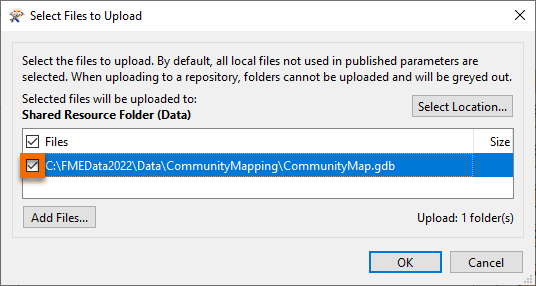 Select Files to Upload
Select the files to upload. By default, all local files not used in published parameters are
selected. When uploading to a repository, folders cannot be uploaded and will be greyed out.
Selected files will be uploaded to:
Shared Resource Folder (Data)
Select Location...
Files Size
C:\FMEData2022\Data\CommunityMapping\CommunityMap.gdb
Add Files...
Upload: 1 folder(s)
OK
Cancel